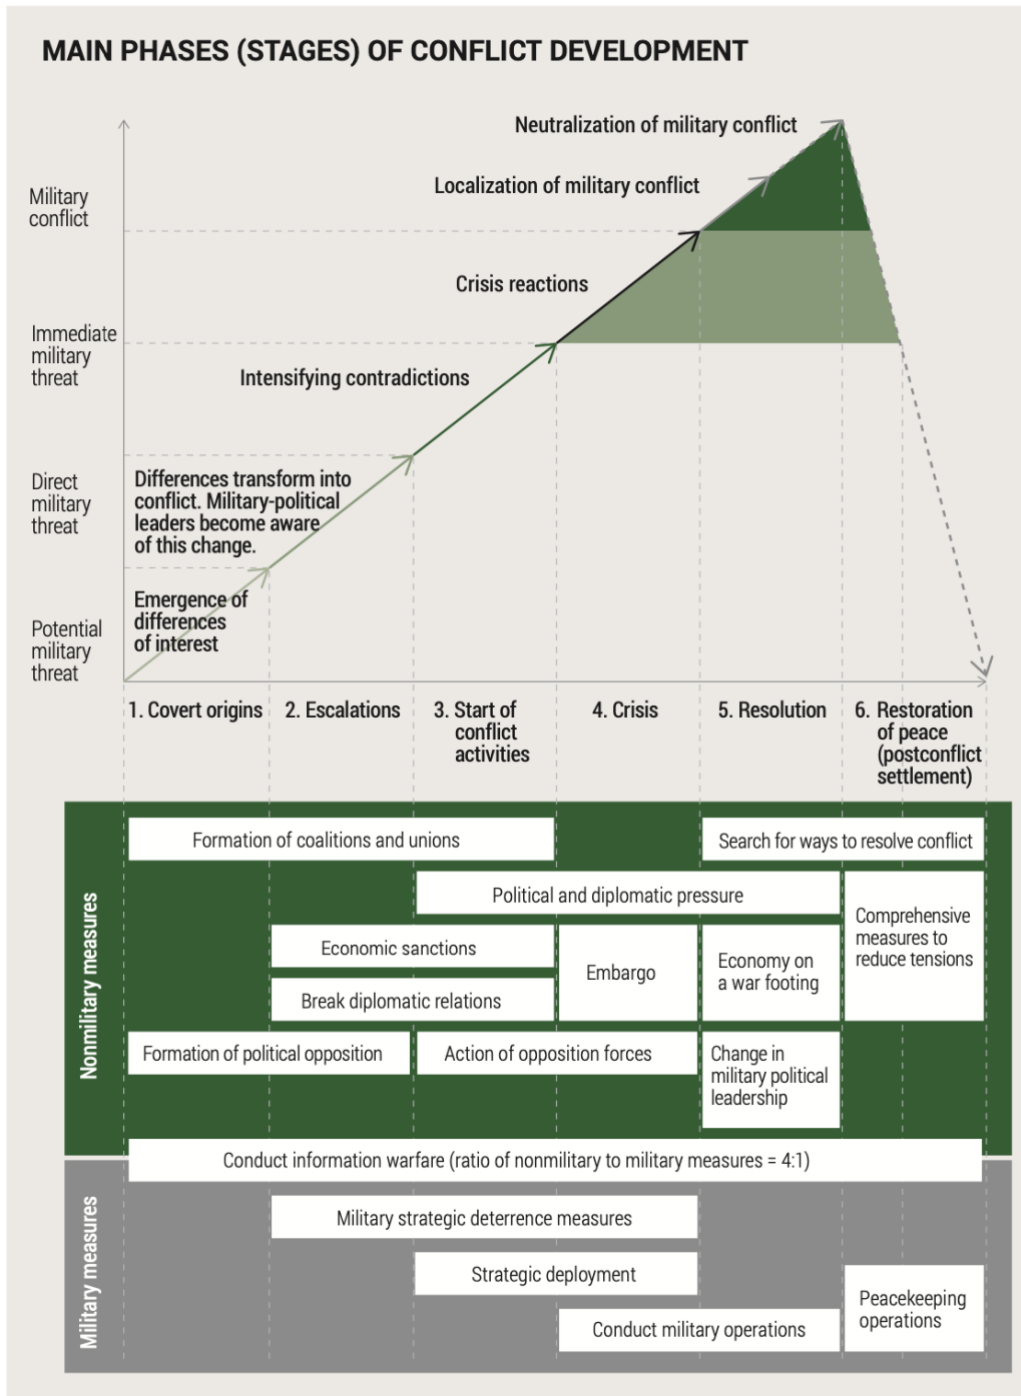 MAIN PHASES (STAGES) OF CONFLICT DEVELOPMENT
Neutralization of military conflict
Localization of military conflict
Military
conflict
Crisis reactions
Immediate
military
threat
Intensifying contradictions
Direct
military
threat
Differences transform into
conflict. Military-political
leaders become aware
of this change.
Emergence of
differences
of interest
Potential
military
threat
1. Covert origins
2. Escalations
3. Start of
conflict
activities
4. Crisis
5. Resolution
6. Restoration
of peace
(postconflict
settlement)
Nonmilitary measures
Formation of coalitions and unions
Search for ways to resolve conflict
Political and diplomatic pressure
Comprehensive
measures to
reduce tensions
Economic sanctions
Embargo
Economy on
a war footing
Break diplomatic relations
Formation of political opposition
Action of opposition forces
Change in
military political
leadership
Conduct information warfare (ratio of nonmilitary to military measures = 4:1)
Military measures
Military strategic deterrence measures
Strategic deployment
Peacekeeping
operations
Conduct military operations